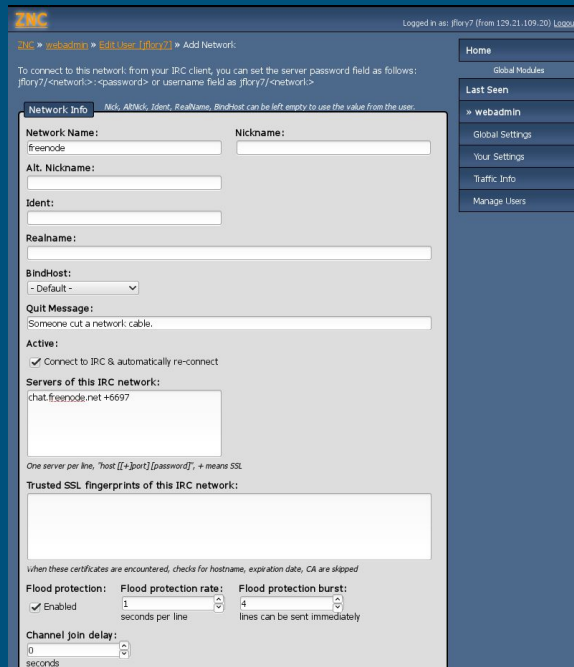 ZNC
Logged in as: jflory7 (from 129.21.109.20) Logou
ZNC » webadmin » Edit User [jflory7] » Add Network
To connect to this network from your IRC client, you can set the server password field as follows:
jflory7/<network>:<password> or username field as jflory7/<network>
Network Info
Nick, AltNick, Ident, RealName, BindHost can be left empty to use the value from the user.
Network Name:
Nickname:
freenode
Alt. Nickname:
Ident:
Realname:
BindHost:
- Default -
Quit Message:
Someone cut a network cable.
Active:
Connect to IRC & automatically re-connect
Servers of this IRC network:
chat.freenode.net +6697
One server per line, "host [[+]port] [password]", + means SSL
Trusted SSL fingerprints of this IRC network:
When these certificates are encountered, checks for hostname, expiration date, CA are skipped
Flood protection:
Flood protection rate:
Flood protection burst:
Enabled
1
4
seconds per line
lines can be sent immediately
Channel join delay:
0
seconds
Home
Global Modules
Last Seen
» webadmin
Global Settings
Your Settings
Traffic Info
Manage Users